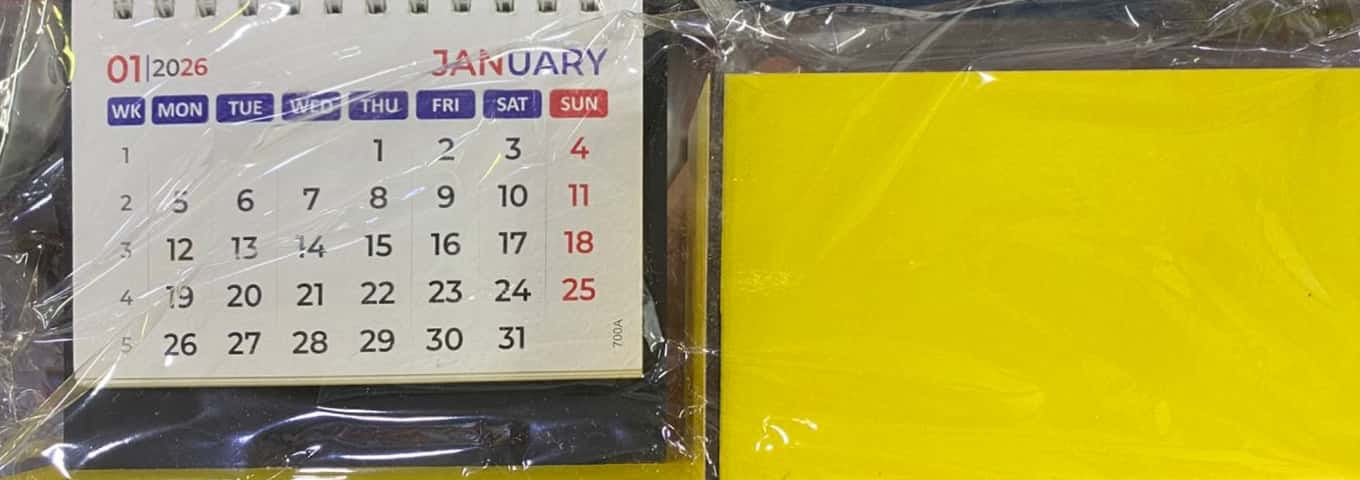 01|2026 JANUARY
WK MON TUE WED THU FRI SAT SUN
1 1 2 3 4
2 5 6 7 8 9 10 11
3 12 13 14 15 16 17 18
4 19 20 21 22 23 24 25
5 26 27 28 29 30 31
700A